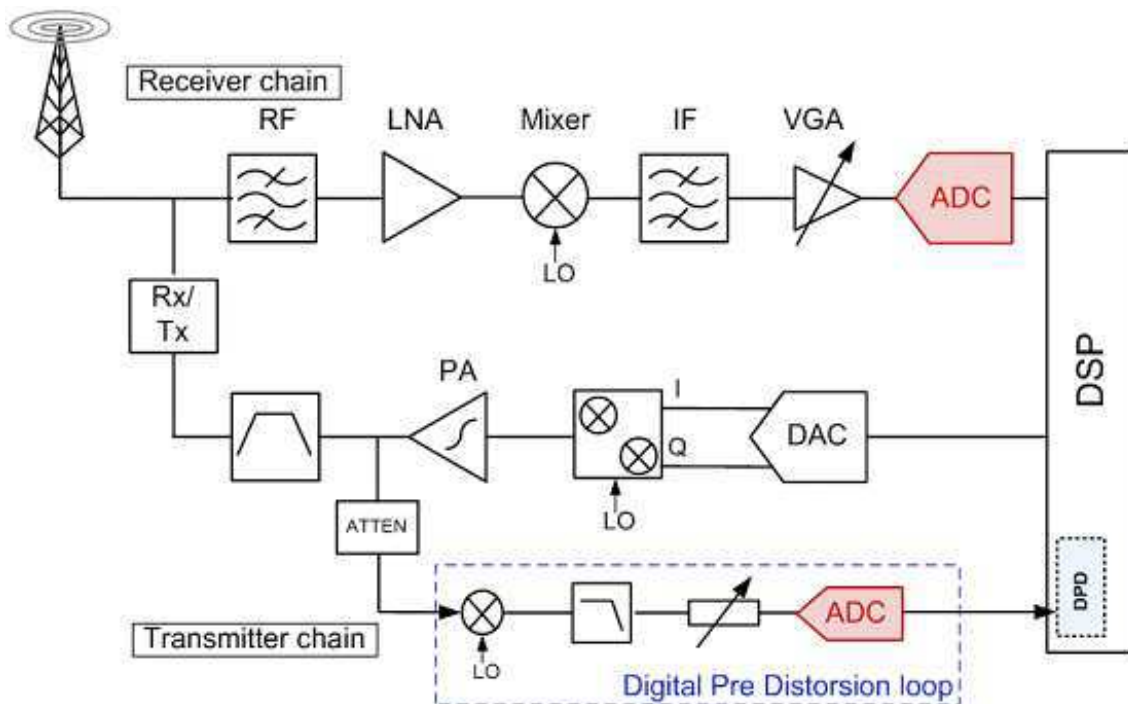 Receiver chain
RF
LNA
Mixer
IF
VGA
ADC
LO
Rx/
Tx
DSP
PA
I
Q
DAC
LO
ATTEN
DPD
ADC
LO
Transmitter chain
Digital Pre Distorsion loop